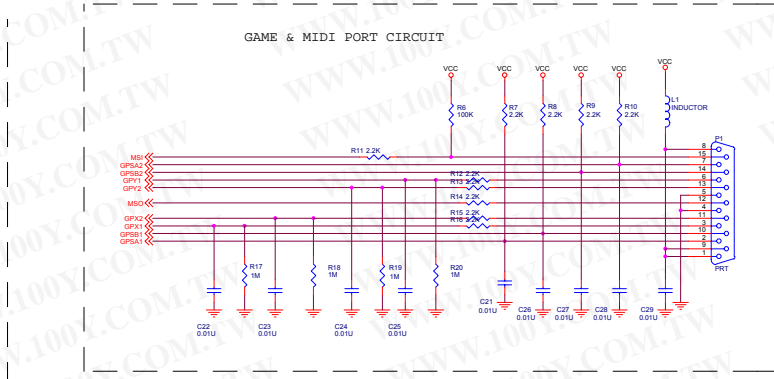 GAME & MIDI PORT CIRCUIT
VCC VCC VCC VCC VCC VCC
L1
INDUCTOR
R6
100K
R7
2.2K
R8
2.2K
R9
2.2K
R10
2.2K
P1
R11 2.2K
MSI
GPSA2
GPSB2
GPY1
GPY2
MSO
GPX2
GPX1
GPSB1
GPSA1
R12 2.2K
R13 2.2K
R14 2.2K
R15 2.2K
R16 2.2K
8
15
7
14
6
13
5
12
4
11
3
10
2
9
1
PRT
R17
1M
R18
1M
R19
1M
R20
1M
C22
0.01U
C23
0.01U
C24
0.01U
C25
0.01U
C21
0.01U
C26
0.01U
C27
0.01U
C28
0.01U
C29
0.01U
WWW.100Y.COM.TW